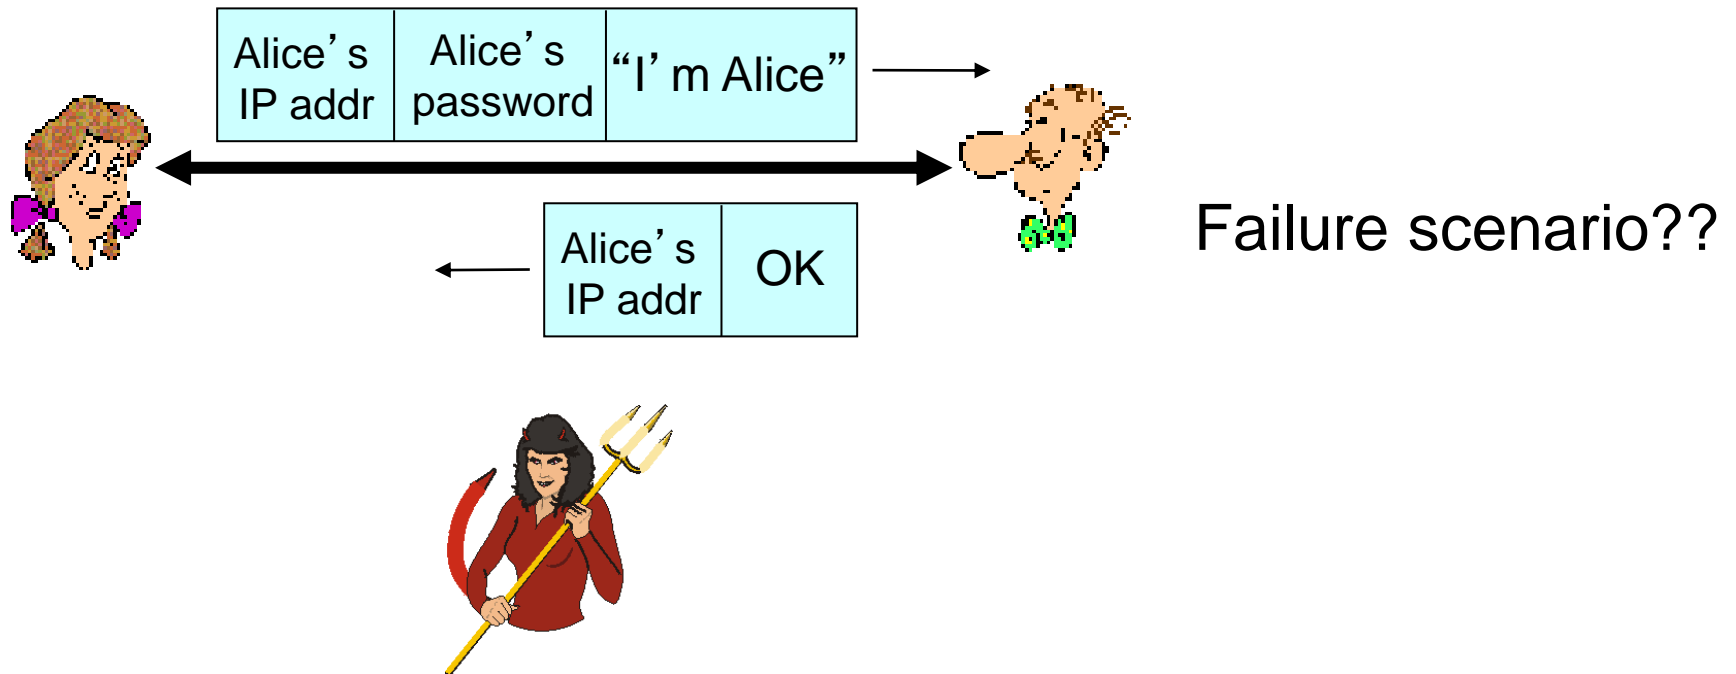 Alice’s
IP addr
Alice’s
password
“I’m Alice”
Alice’s
IP addr
OK
Failure scenario??